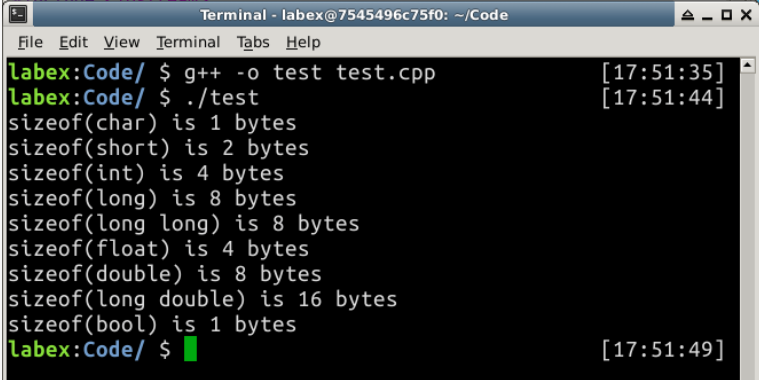 Terminal - labex@7545496c75f0: ~/Code
File Edit View Terminal Tabs Help
labex:Code/ $ g++ -o test test.cpp [17:51:35]
labex:Code/ $ ./test [17:51:44]
sizeof(char) is 1 bytes
sizeof(short) is 2 bytes
sizeof(int) is 4 bytes
sizeof(long) is 8 bytes
sizeof(long long) is 8 bytes
sizeof(float) is 4 bytes
sizeof(double) is 8 bytes
sizeof(long double) is 16 bytes
sizeof(bool) is 1 bytes
labex:Code/ $ [17:51:49]